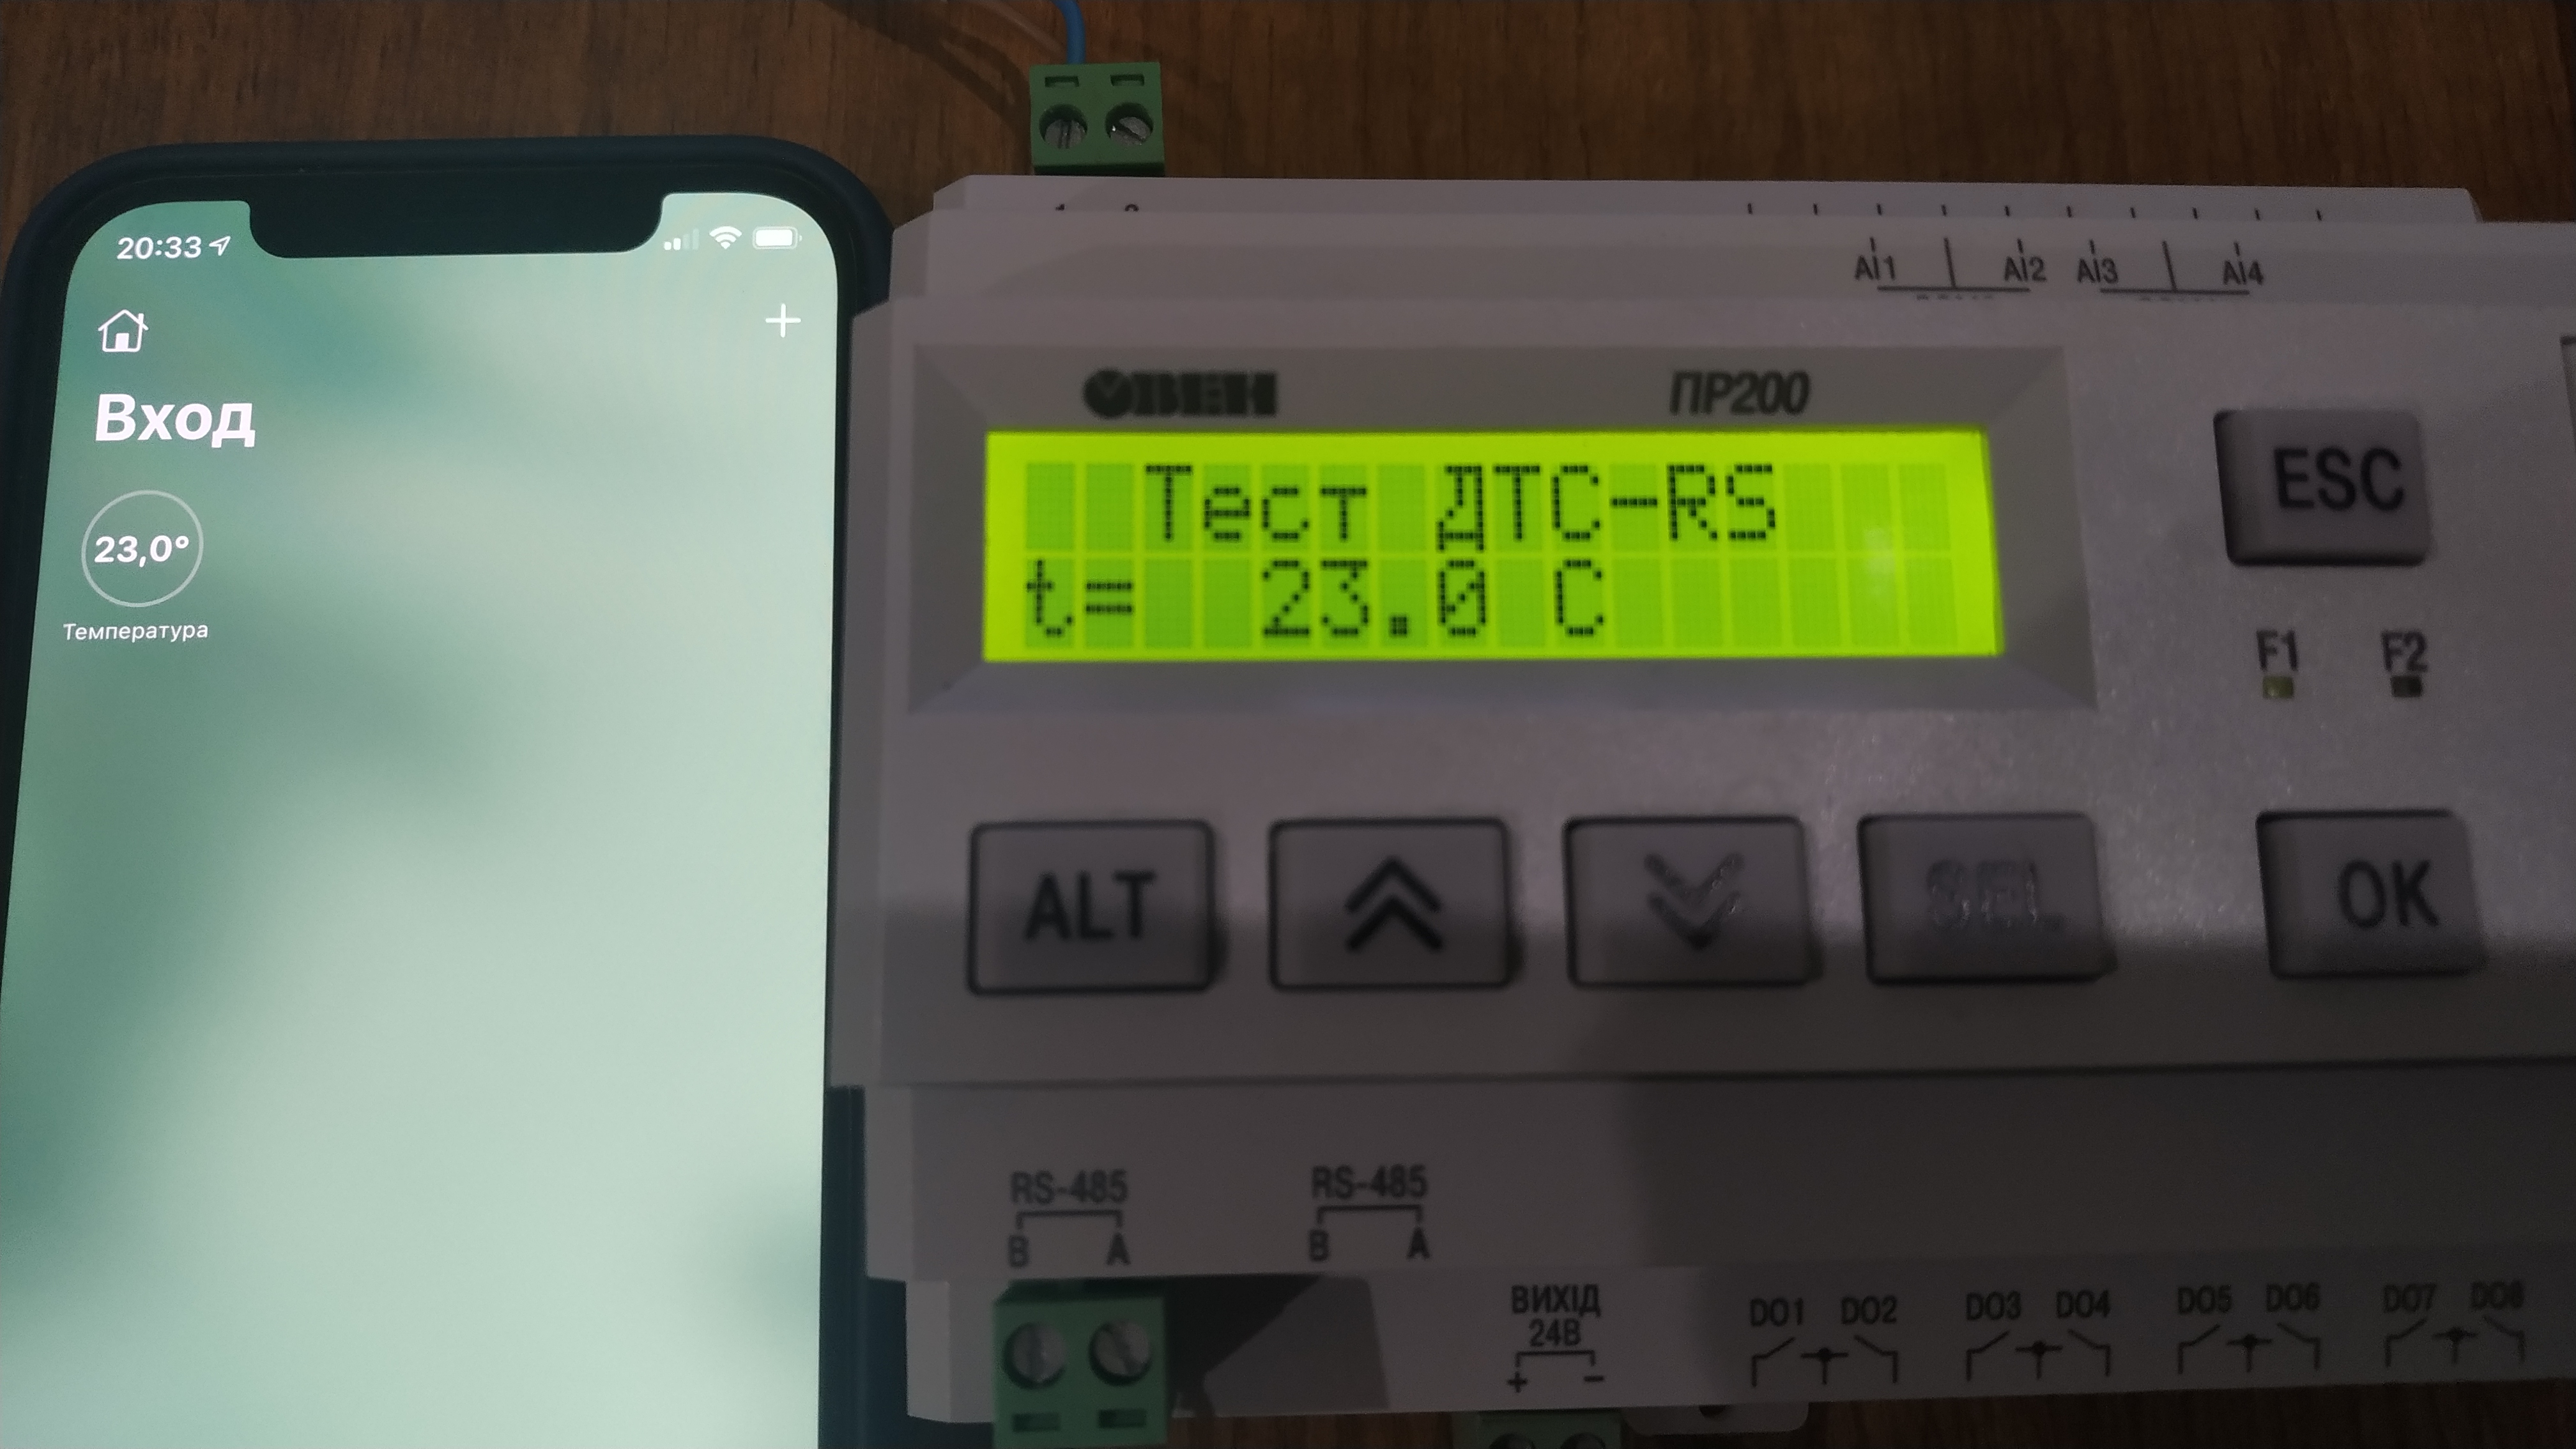 20:33
Вход
23,0°
Температура
AI1 AI2 AI3 AI4
ОВЕН ПР200
Тест ДТС-RS
t= 23.0 C
ESC
F1 F2
ALT SEL OK
RS-485 RS-485
B A B A
ВИХІД
24В
+ −
DO1 DO2 DO3 DO4 DO5 DO6 DO7 DO8